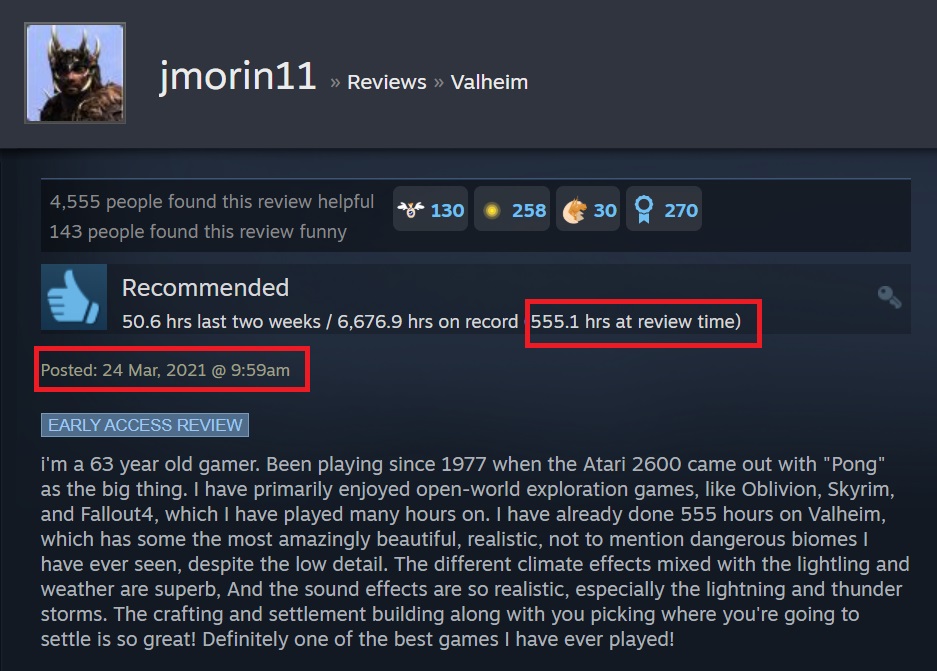 jmorin11 » Reviews » Valheim
4,555 people found this review helpful
143 people found this review funny
130 258 30 270
Recommended
50.6 hrs last two weeks / 6,676.9 hrs on record 555.1 hrs at review time)
Posted: 24 Mar, 2021 @ 9:59am
EARLY ACCESS REVIEW
i'm a 63 year old gamer. Been playing since 1977 when the Atari 2600 came out with "Pong"
as the big thing. I have primarily enjoyed open-world exploration games, like Oblivion, Skyrim,
and Fallout4, which I have played many hours on. I have already done 555 hours on Valheim,
which has some the most amazingly beautiful, realistic, not to mention dangerous biomes I
have ever seen, despite the low detail. The different climate effects mixed with the lightling and
weather are superb, And the sound effects are so realistic, especially the lightning and thunder
storms. The crafting and settlement building along with you picking where you're going to
settle is so great! Definitely one of the best games I have ever played!